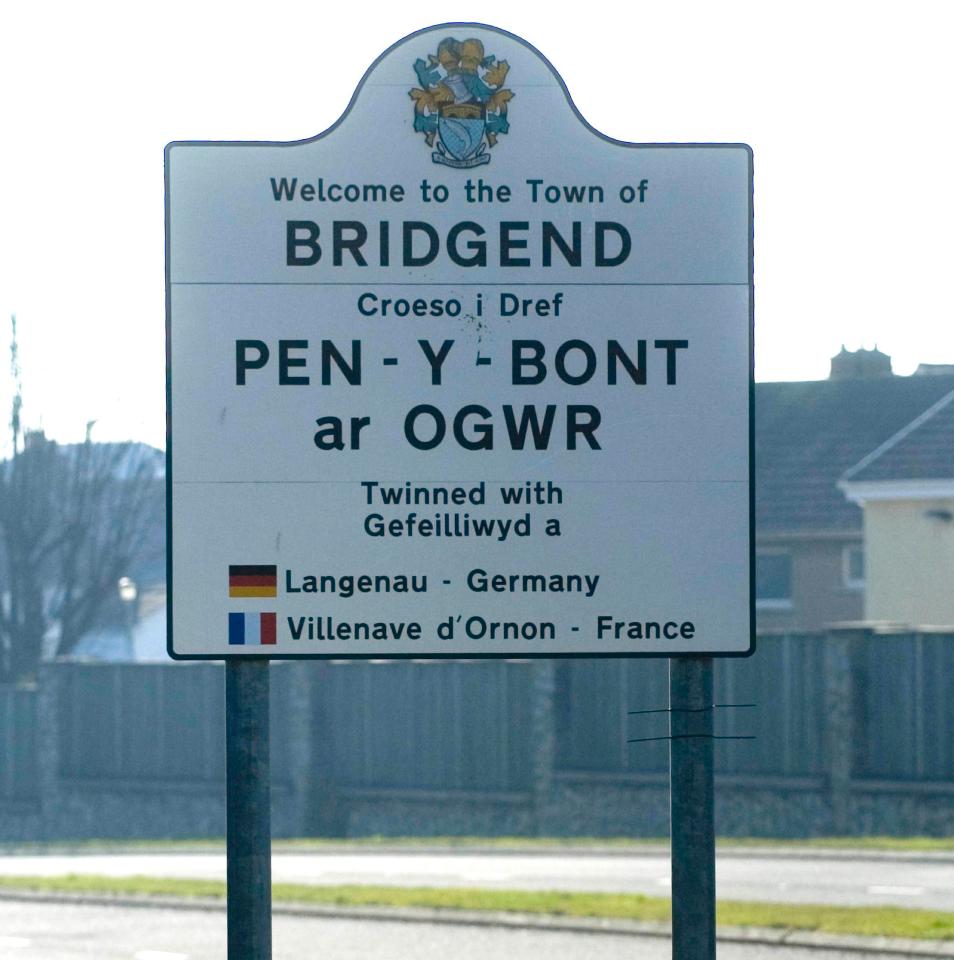 Welcome to the Town of
BRIDGEND
Croeso i Dref
PEN - Y - BONT
ar OGWR
Twinned with
Gefeilliwyd a
Langenau - Germany
Villenave d'Ornon - France